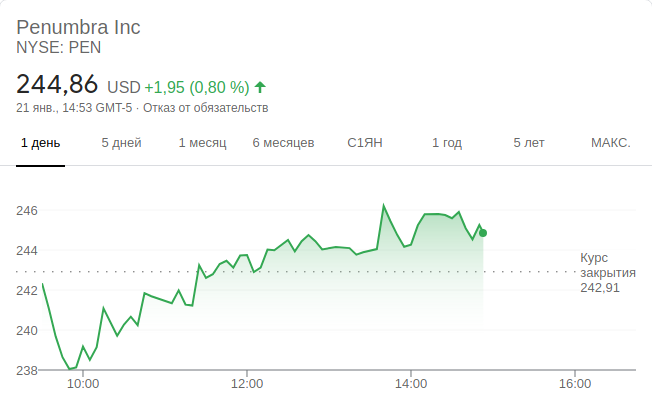 Penumbra Inc
NYSE: PEN
244,86 USD +1,95 (0,80 %)
21 янв., 14:53 GMT-5 · Отказ от обязательств
1 день 5 дней 1 месяц 6 месяцев С1ЯН 1 год 5 лет МАКС.
246
244
Курс
закрытия
242,91
242
240
238
10:00 12:00 14:00 16:00